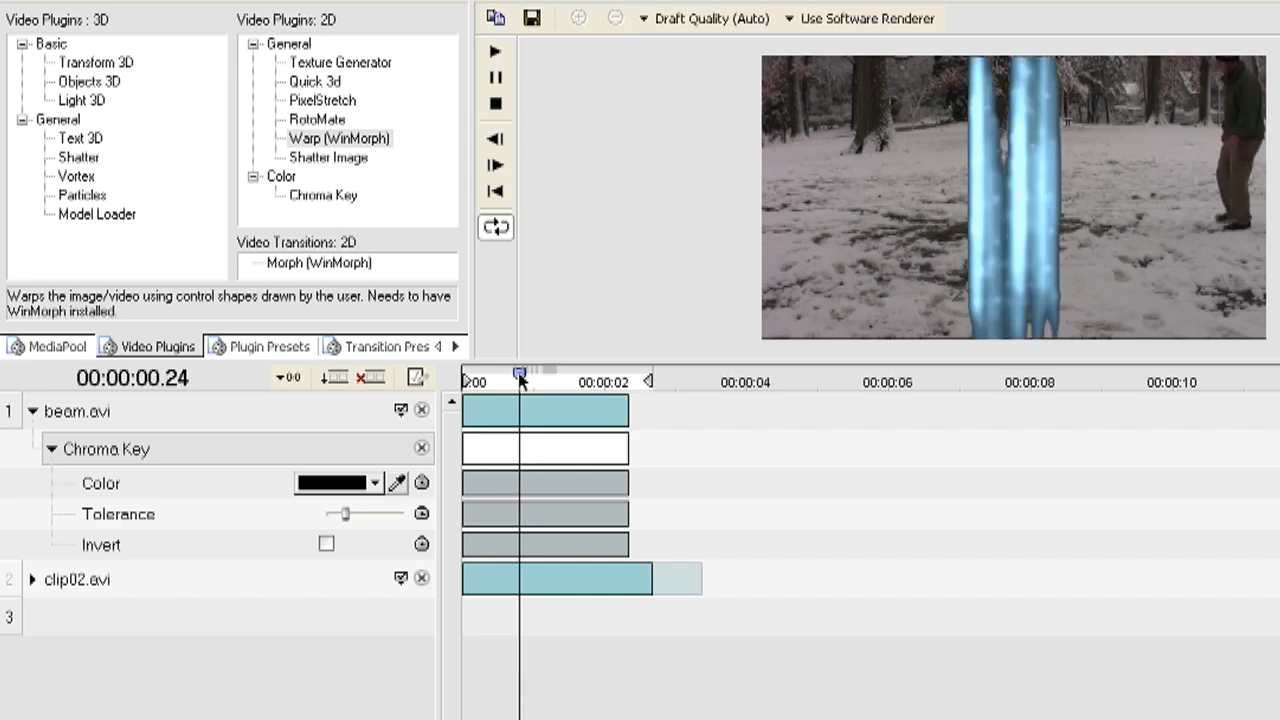 Video Plugins : 3D
Basic
Transform 3D
Objects 3D
Light 3D
General
Text 3D
Shatter
Vortex
Particles
Model Loader
Video Plugins: 2D
General
Texture Generator
Quick 3d
PixelStretch
RotoMate
Warp (WinMorph)
Shatter Image
Color
Chroma Key
Video Transitions: 2D
Morph (WinMorph)
Warps the image/video using control shapes drawn by the user. Needs to have
WinMorph installed.
MediaPool Video Plugins Plugin Presets Transition Pres
Draft Quality (Auto) Use Software Renderer
00:00:00.24
:00 00:00:02 00:00:04 00:00:06 00:00:08 00:00:10
1 beam.avi
Chroma Key
Color
Tolerance
Invert
2 clip02.avi
3